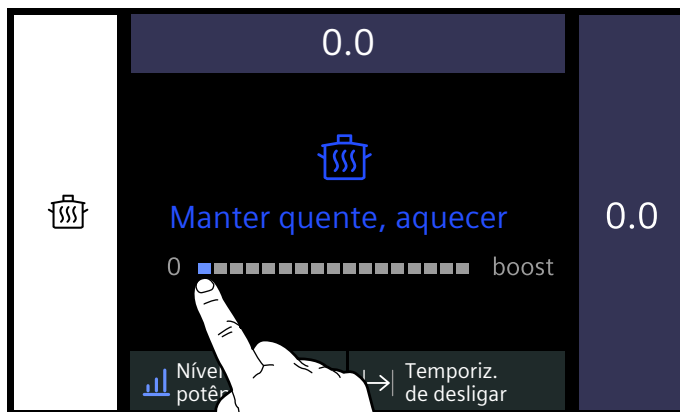 0.0
Manter quente, aquecer
0.0
0 boost
Temporiz.
de desligar